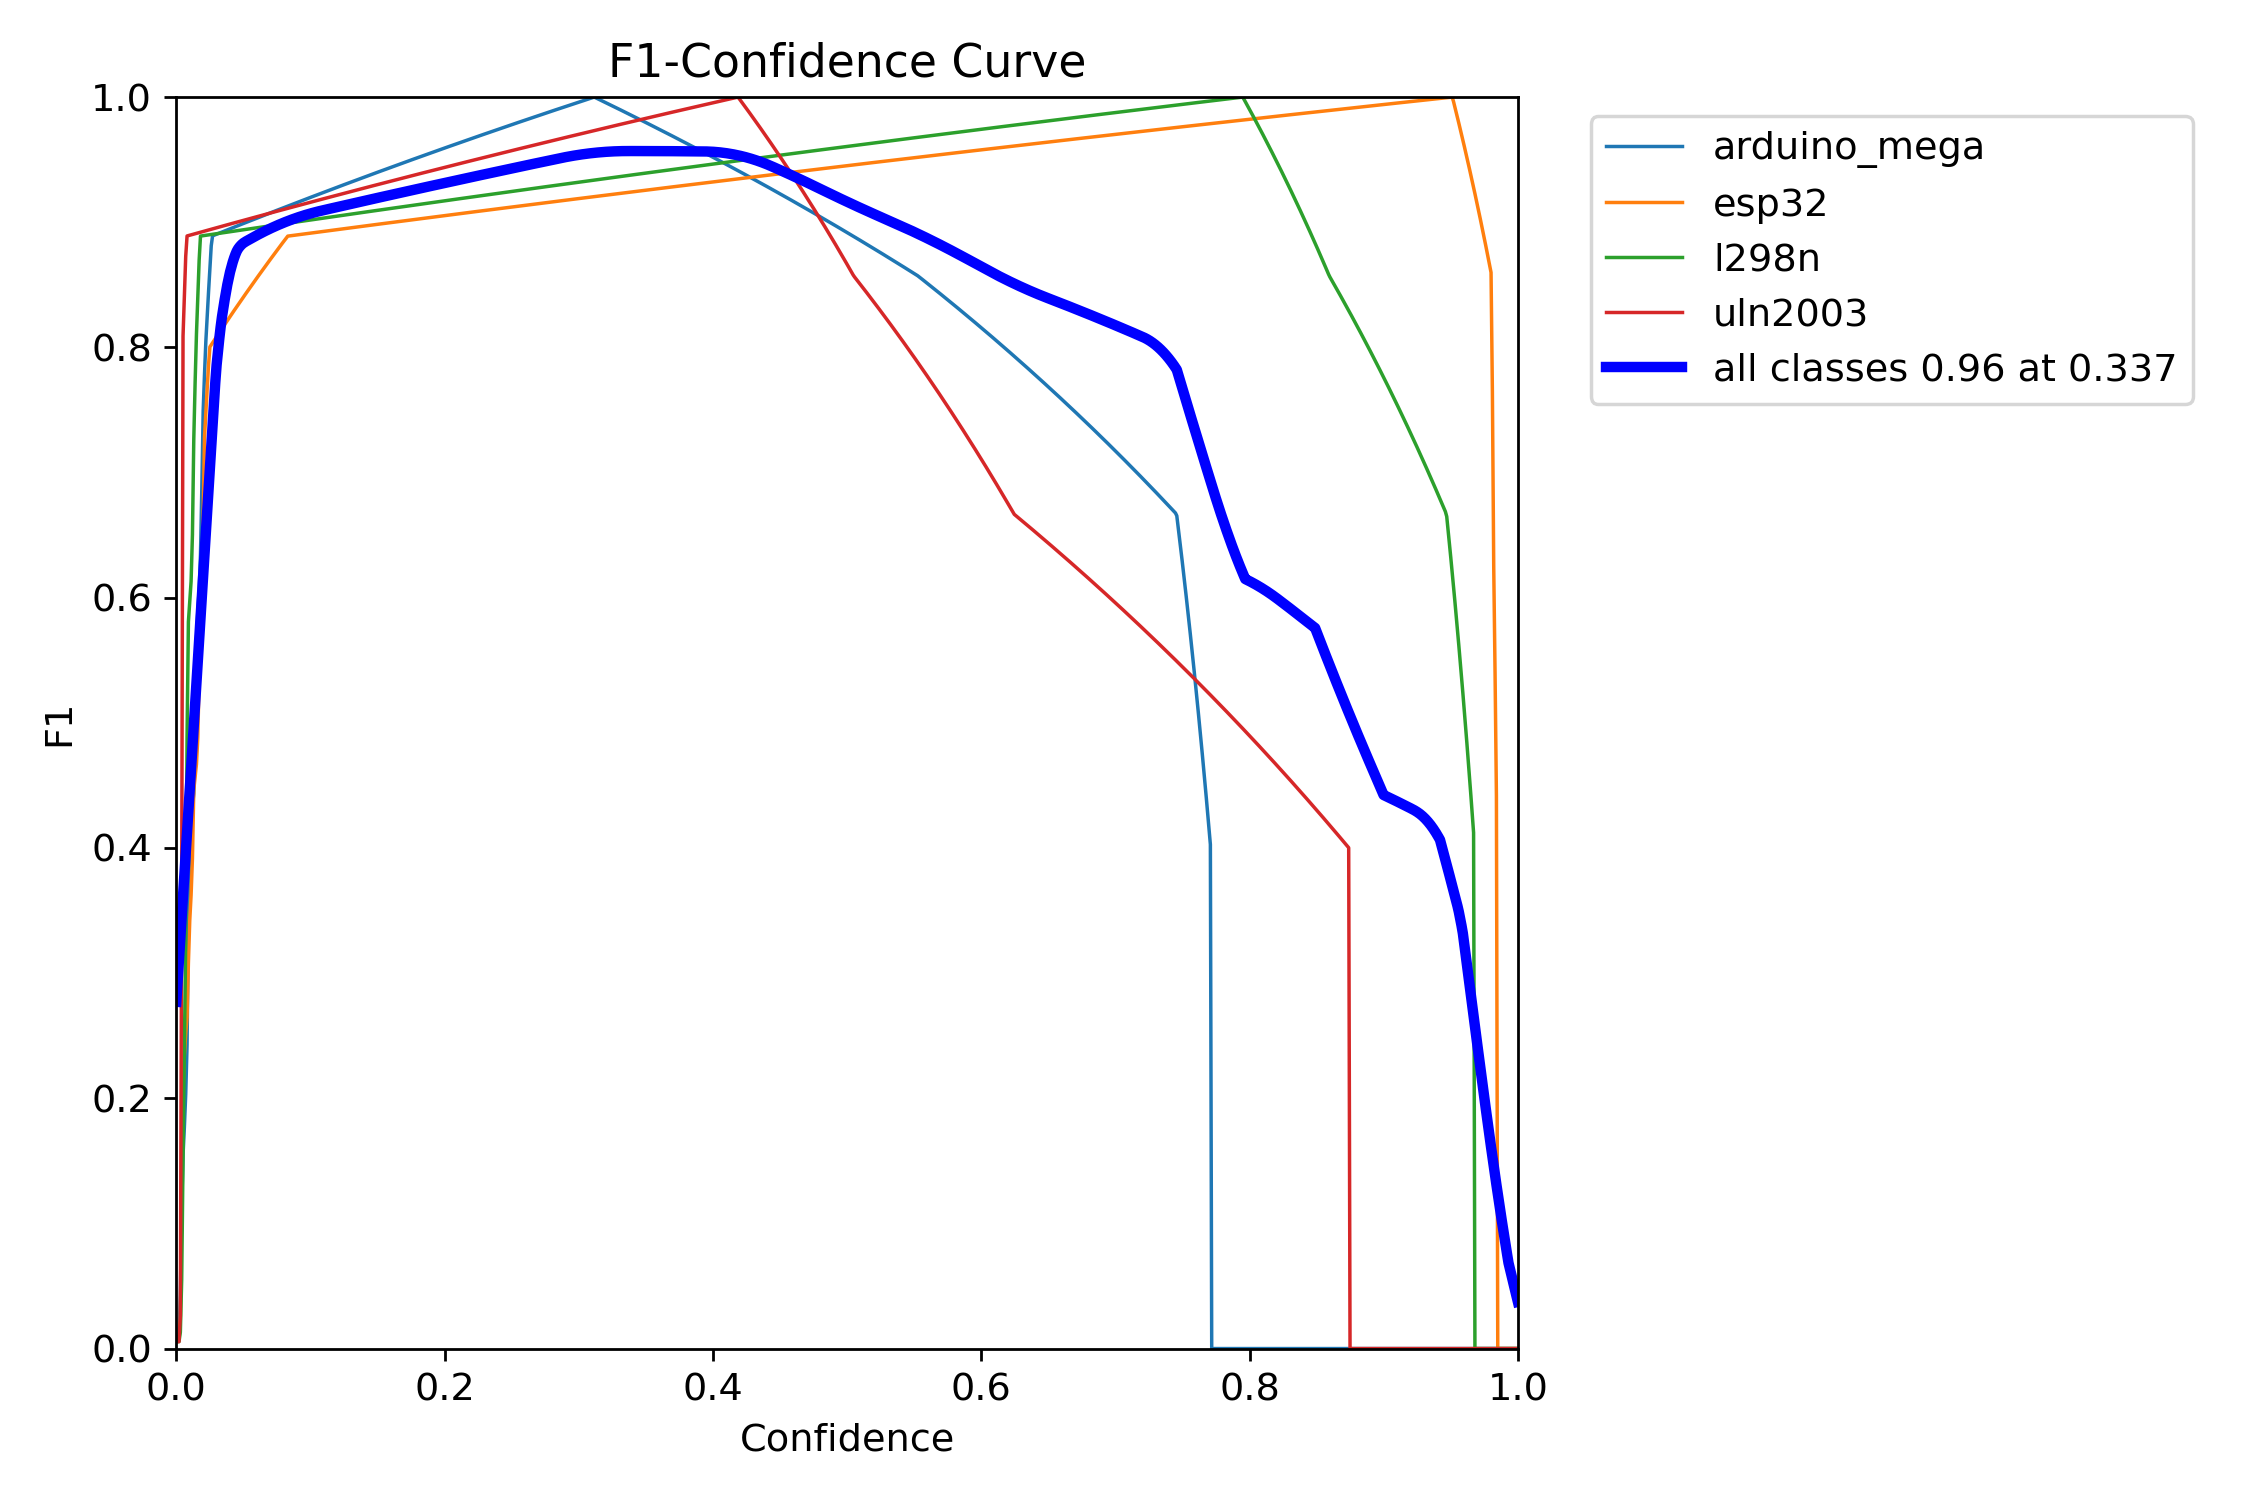 F1-Confidence Curve
1.0
0.8
0.6
0.4
0.2
0.0
F1
0.0 0.2 0.4 0.6 0.8 1.0
Confidence
arduino_mega
esp32
l298n
uln2003
all classes 0.96 at 0.337